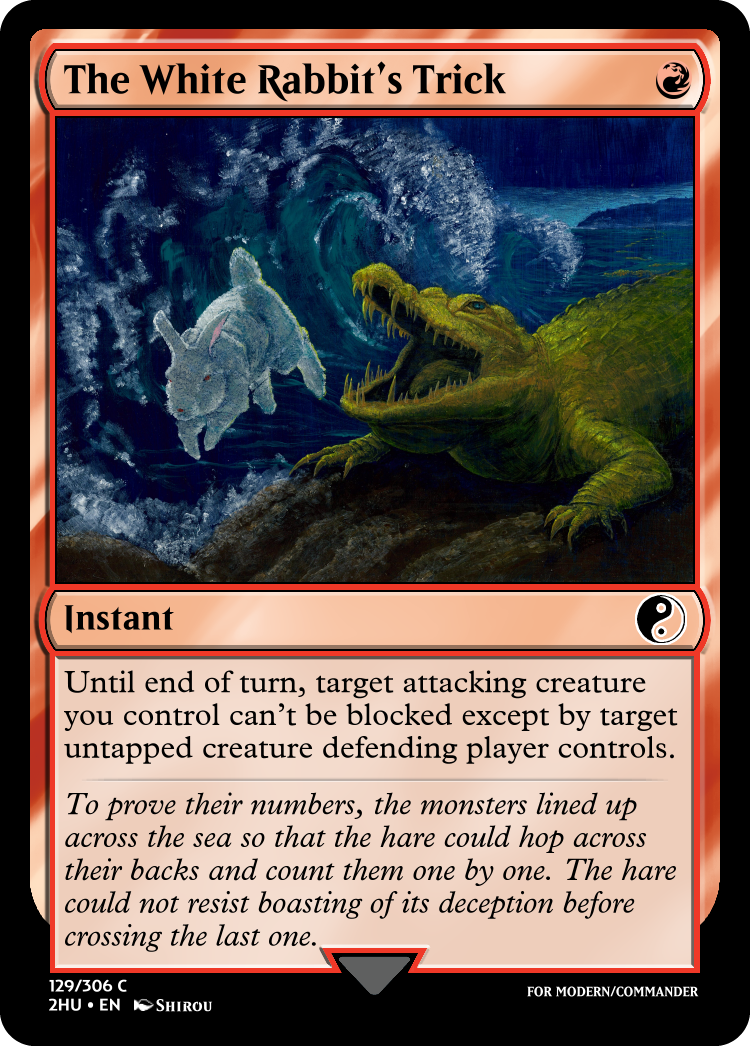 The White Rabbit's Trick
Instant
Until end of turn, target attacking creature
you control can't be blocked except by target
untapped creature defending player controls.
To prove their numbers, the monsters lined up
across the sea so that the hare could hop across
their backs and count them one by one. The hare
could not resist boasting of its deception before
crossing the last one.
129/306 C
2HU • EN Shirou
FOR MODERN/COMMANDER